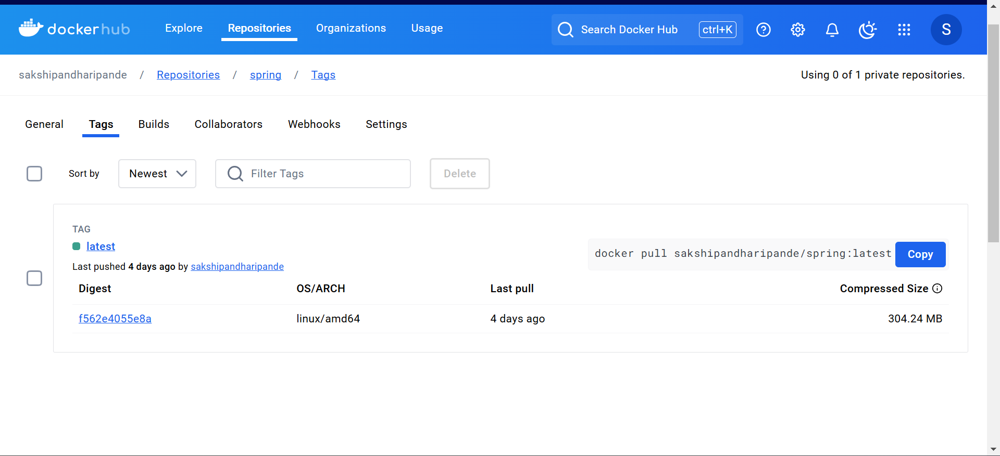 dockerhub Explore Repositories Organizations Usage Search Docker Hub ctrl+K S
sakshipandharipande / Repositories / spring / Tags Using 0 of 1 private repositories.
General Tags Builds Collaborators Webhooks Settings
Sort by Newest Filter Tags Delete
TAG
latest
docker pull sakshipandharipande/spring:latest Copy
Last pushed 4 days ago by sakshipandharipande
Digest OS/ARCH Last pull Compressed Size
f562e4055e8a linux/amd64 4 days ago 304.24 MB